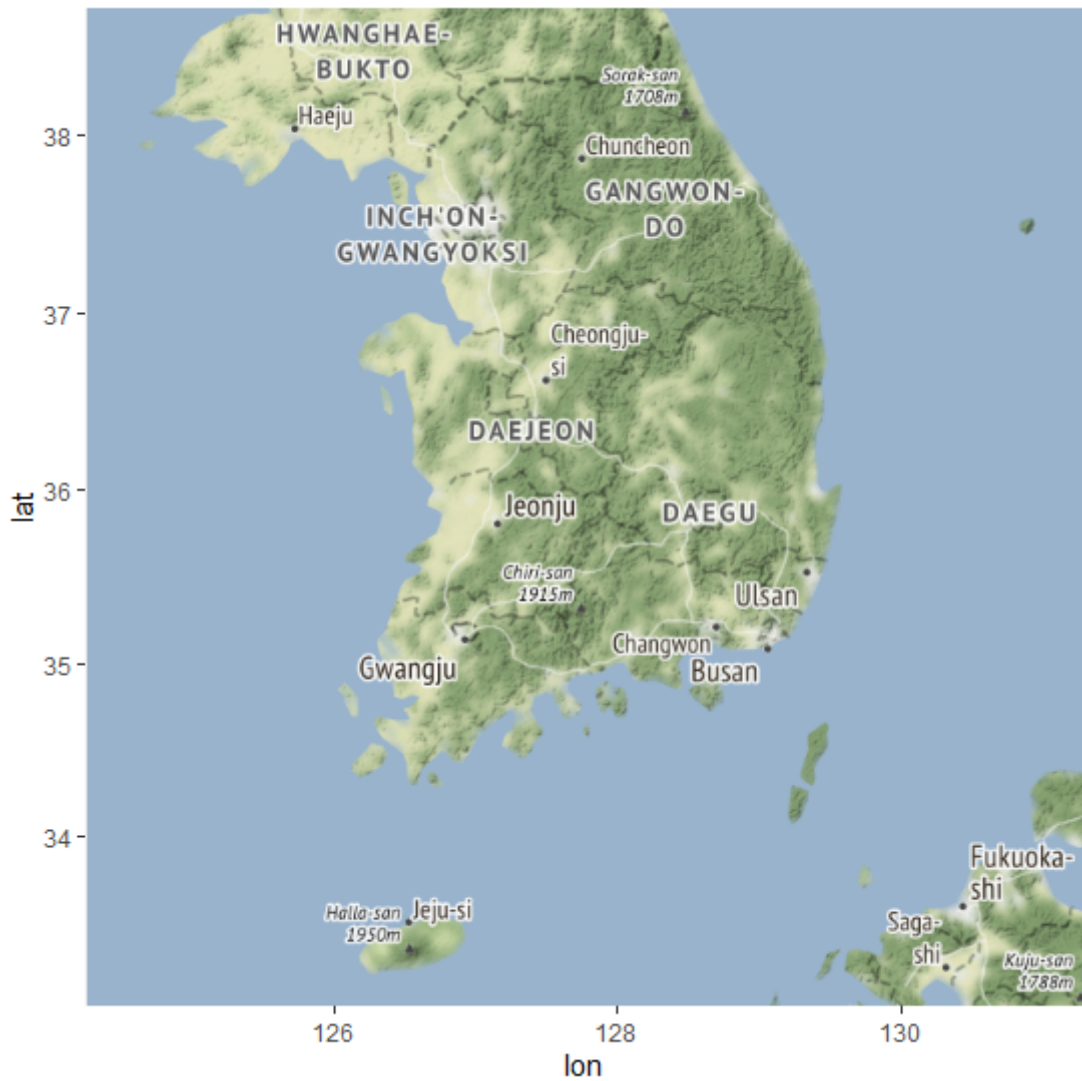 HWANGHAE-
BUKTO
Sorak-san
1708m
Haeju
38
Chuncheon
GANGWON-
DO
INCH'ON-
GWANGYOKSI
37
Cheongju-
si
DAEJEON
36
lat
Jeonju
DAEGU
Chiri-san
1915m
Ulsan
Changwon
Busan
35
Gwangju
34
Fukuoka-
shi
Halla-san
1950m
Jeju-si
Saga-
shi
Kuju-san
1788m
126
128
130
lon